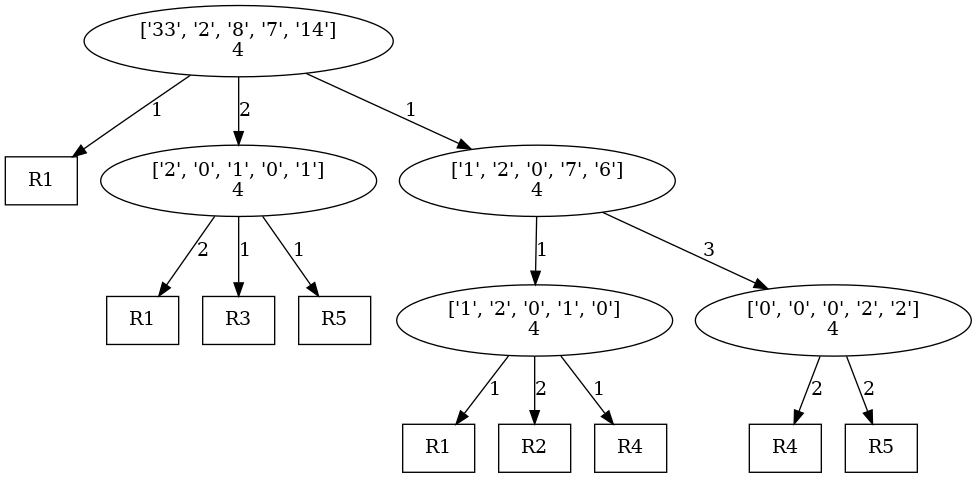 ['33', '2', '8', '7', '14']
4
1
2
1
R1
['2', '0', '1', '0', '1']
4
['1', '2', '0', '7', '6']
4
2
1
1
1
3
R1
R3
R5
['1', '2', '0', '1', '0']
4
['0', '0', '0', '2', '2']
4
1
2
1
2
2
R1
R2
R4
R4
R5